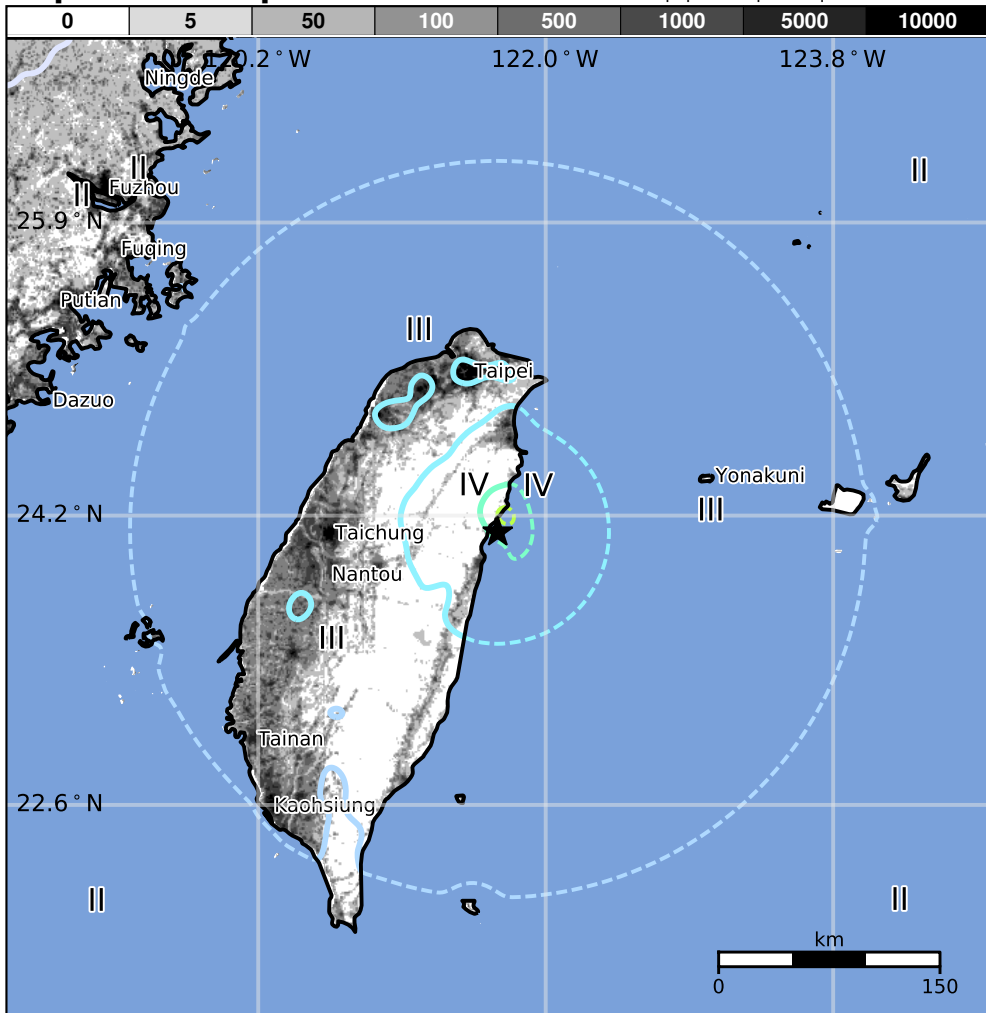 0 5 50 100 500 1000 5000 10000
120.2°W 122.0°W 123.8°W
Ningde
II
II
II
Fuzhou
25.9°N
Fuqing
Putian
III
Taipei
Dazuo
IV IV
Yonakuni
III
24.2°N
Taichung
Nantou
III
Tainan
22.6°N
Kaohsiung
II
II
km
0 150